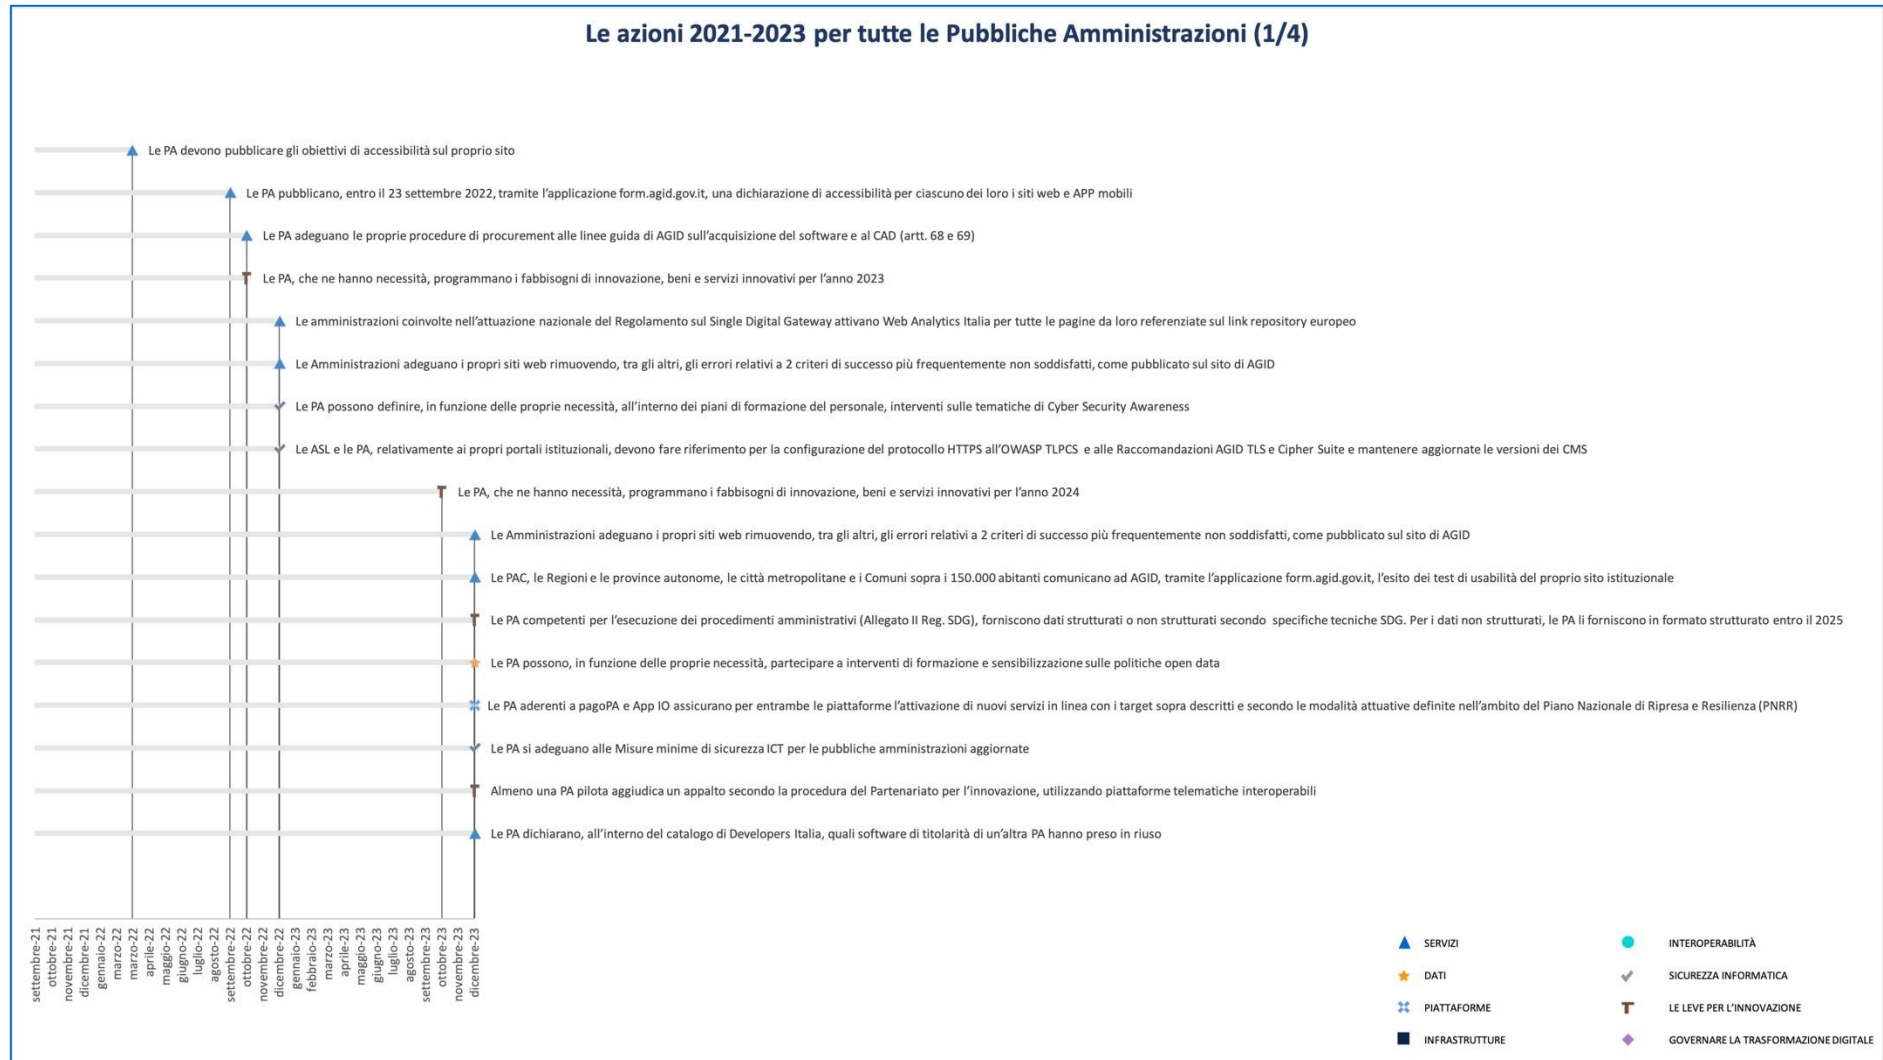 Le azioni 2021-2023 per tutte le Pubbliche Amministrazioni (1/4)
Le PA devono pubblicare gli obiettivi di accessibilità sul proprio sito
Le PA pubblicano, entro il 23 settembre 2022, tramite l'applicazione form.agid.gov.it, una dichiarazione di accessibilità per ciascuno dei loro i siti web e APP mobili
Le PA adeguano le proprie procedure di procurement alle linee guida di AGID sull'acquisizione del software e al CAD (artt. 68 e 69)
Le PA, che ne hanno necessità, programmano i fabbisogni di innovazione, beni e servizi innovativi per l'anno 2023
Le amministrazioni coinvolte nell'attuazione nazionale del Regolamento sul Single Digital Gateway attivano Web Analytics Italia per tutte le pagine da loro referenziate sul link repository europeo
Le Amministrazioni adeguano i propri siti web rimuovendo, tra gli altri, gli errori relativi a 2 criteri di successo più frequentemente non soddisfatti, come pubblicato sul sito di AGID
Le PA possono definire, in funzione delle proprie necessità, all'interno dei piani di formazione del personale, interventi sulle tematiche di Cyber Security Awareness
Le ASL e le PA, relativamente ai propri portali istituzionali, devono fare riferimento per la configurazione del protocollo HTTPS all'OWASP TLPCS e alle Raccomandazioni AGID TLS e Cipher Suite e mantenere aggiornate le versioni dei CMS
Le PA, che ne hanno necessità, programmano i fabbisogni di innovazione, beni e servizi innovativi per l'anno 2024
Le Amministrazioni adeguano i propri siti web rimuovendo, tra gli altri, gli errori relativi a 2 criteri di successo più frequentemente non soddisfatti, come pubblicato sul sito di AGID
Le PAC, le Regioni e le province autonome, le città metropolitane e i Comuni sopra i 150.000 abitanti comunicano ad AGID, tramite l'applicazione form.agid.gov.it, l'esito dei test di usabilità del proprio sito istituzionale
Le PA competenti per l'esecuzione dei procedimenti amministrativi (Allegato II Reg. SDG), forniscono dati strutturati o non strutturati secondo specifiche tecniche SDG. Per i dati non strutturati, le PA li forniscono in formato strutturato entro il 2025
Le PA possono, in funzione delle proprie necessità, partecipare a interventi di formazione e sensibilizzazione sulle politiche open data
Le PA aderenti a pagoPA e App IO assicurano per entrambe le piattaforme l'attivazione di nuovi servizi in linea con i target sopra descritti e secondo le modalità attuative definite nell'ambito del Piano Nazionale di Ripresa e Resilienza (PNRR)
Le PA si adeguano alle Misure minime di sicurezza ICT per le pubbliche amministrazioni aggiornate
Almeno una PA pilota aggiudica un appalto secondo la procedura del Partenariato per l'innovazione, utilizzando piattaforme telematiche interoperabili
Le PA dichiarano, all'interno del catalogo di Developers Italia, quali software di titolarità di un'altra PA hanno preso in riuso
settembre-21
ottobre-21
novembre-21
dicembre-21
gennaio-22
marzo-22
marzo-22
aprile-22
maggio-22
giugno-22
luglio-22
agosto-22
settembre-22
ottobre-22
novembre-22
dicembre-22
gennaio-23
febbraio-23
marzo-23
aprile-23
maggio-23
giugno-23
luglio-23
agosto-23
settembre-23
ottobre-23
novembre-23
dicembre-23
SERVIZI
DATI
PIATTAFORME
INFRASTRUTTURE
INTEROPERABILITÀ
SICUREZZA INFORMATICA
LE LEVE PER L'INNOVAZIONE
GOVERNARE LA TRASFORMAZIONE DIGITALE